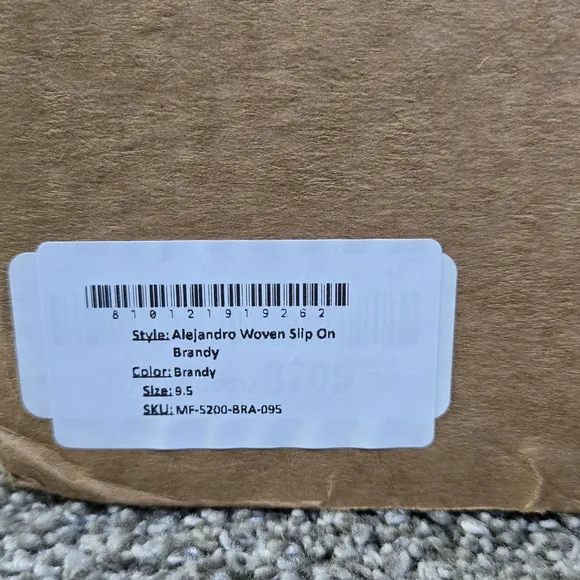 810121919262
Style: Alejandro Woven Slip On
Brandy
Color: Brandy
Size: 9.5
SKU: MF-5200-BRA-095